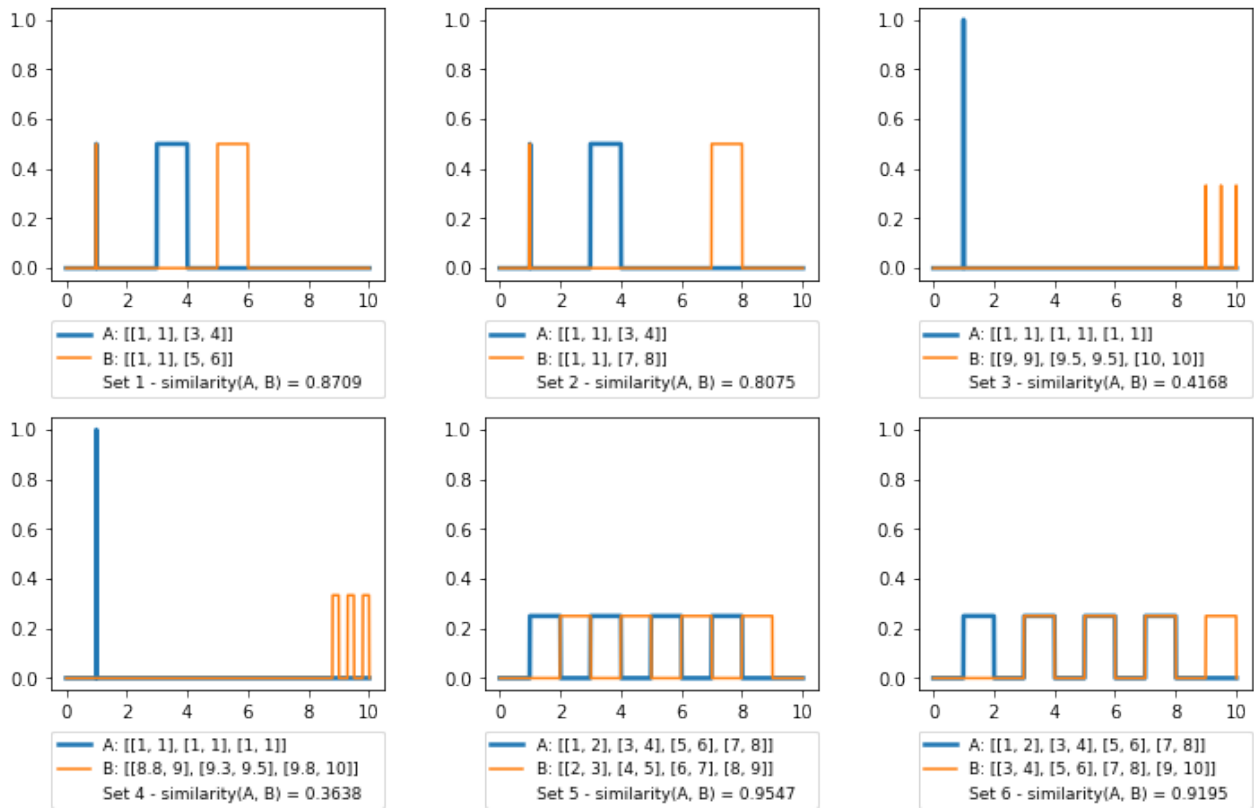 1.0
0.8
0.6
0.4
0.2
0.0
0 2 4 6 8 10
A: [[1, 1], [3, 4]]
B: [[1, 1], [5, 6]]
Set 1 - similarity(A, B) = 0.8709
1.0
0.8
0.6
0.4
0.2
0.0
0 2 4 6 8 10
A: [[1, 1], [3, 4]]
B: [[1, 1], [7, 8]]
Set 2 - similarity(A, B) = 0.8075
1.0
0.8
0.6
0.4
0.2
0.0
0 2 4 6 8 10
A: [[1, 1], [1, 1], [1, 1]]
B: [[9, 9], [9.5, 9.5], [10, 10]]
Set 3 - similarity(A, B) = 0.4168
1.0
0.8
0.6
0.4
0.2
0.0
0 2 4 6 8 10
A: [[1, 1], [1, 1], [1, 1]]
B: [[8.8, 9], [9.3, 9.5], [9.8, 10]]
Set 4 - similarity(A, B) = 0.3638
1.0
0.8
0.6
0.4
0.2
0.0
0 2 4 6 8 10
A: [[1, 2], [3, 4], [5, 6], [7, 8]]
B: [[2, 3], [4, 5], [6, 7], [8, 9]]
Set 5 - similarity(A, B) = 0.9547
1.0
0.8
0.6
0.4
0.2
0.0
0 2 4 6 8 10
A: [[1, 2], [3, 4], [5, 6], [7, 8]]
B: [[3, 4], [5, 6], [7, 8], [9, 10]]
Set 6 - similarity(A, B) = 0.9195